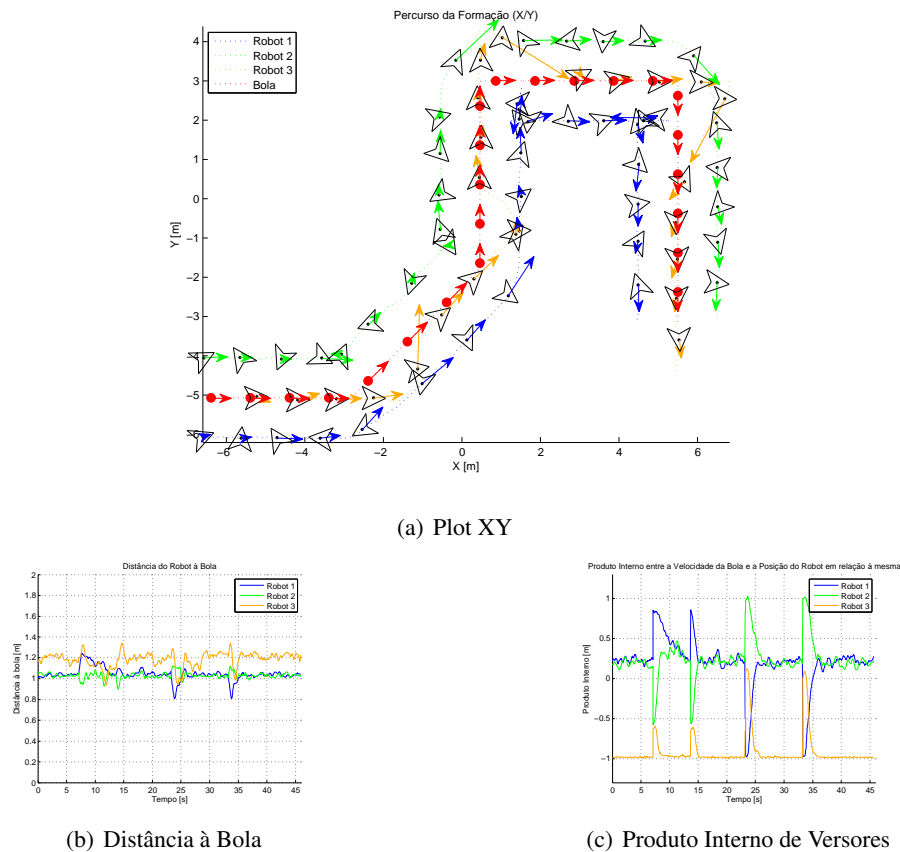 Percurso da Formação (X/Y)
Robot 1
Robot 2
Robot 3
Bola
4
3
2
1
0
−1
−2
−3
−5
Y [m]
−6
−4
−2
0
2
4
6
X [m]
(a) Plot XY
Distância do Robot à Bola
Robot 1
Robot 2
Robot 3
2
1.8
1.6
1.4
1.2
1
0.8
0.6
0.4
0.2
0
Distância à bola [m]
0 5 10 15 20 25 30 35 40 45
Tempo [s]
(b) Distância à Bola
Produto Interno entre a Velocidade da Bola e a Posição do Robot em relação à mesma
Robot 1
Robot 2
Robot 3
1
0.5
0
−0.5
−1
Produto Interno [m]
0 5 10 15 20 25 30 35 40 45
Tempo [s]
(c) Produto Interno de Versores